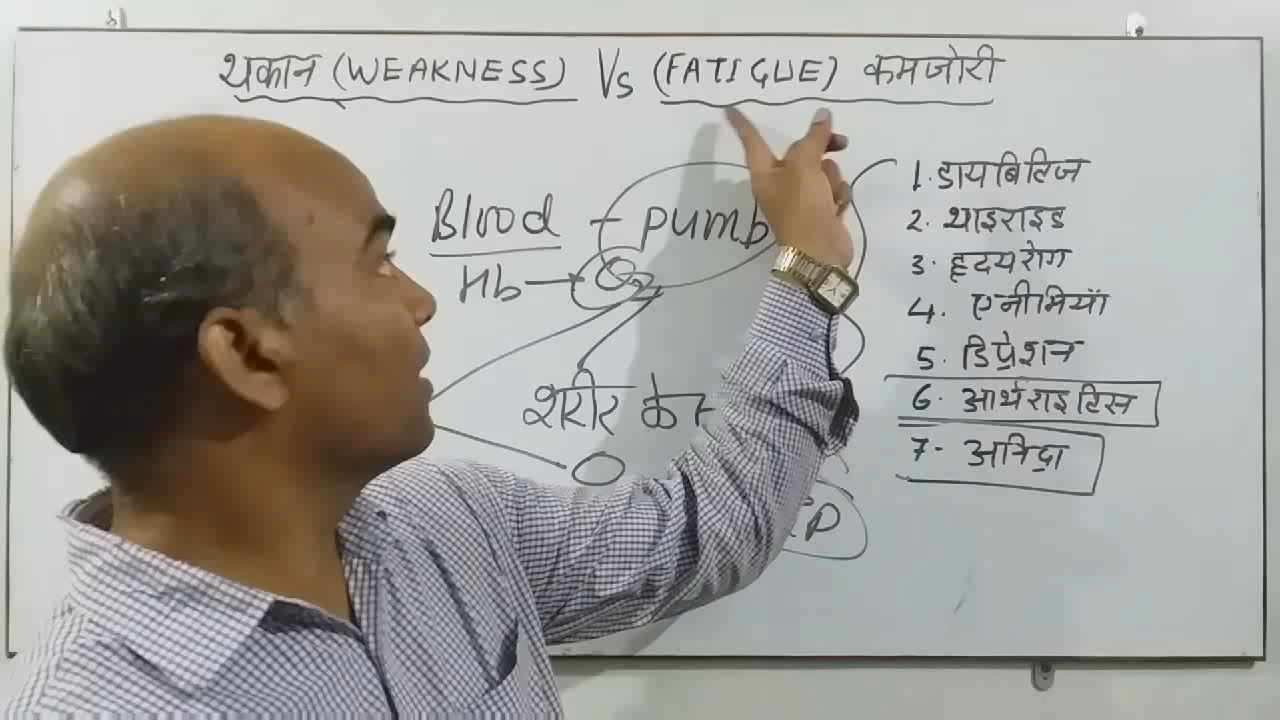 थकान (WEAKNESS) Vs (FATIGUE) कमजोरी
Blood - pumb
Hb → O2
शरीर के
1. डायबिटिज
2. थाइराइड
3. हृदयरोग
4. एनीमियाँ
5. डिप्रेशन
6. आर्थराइटिस
7- अनिद्रा